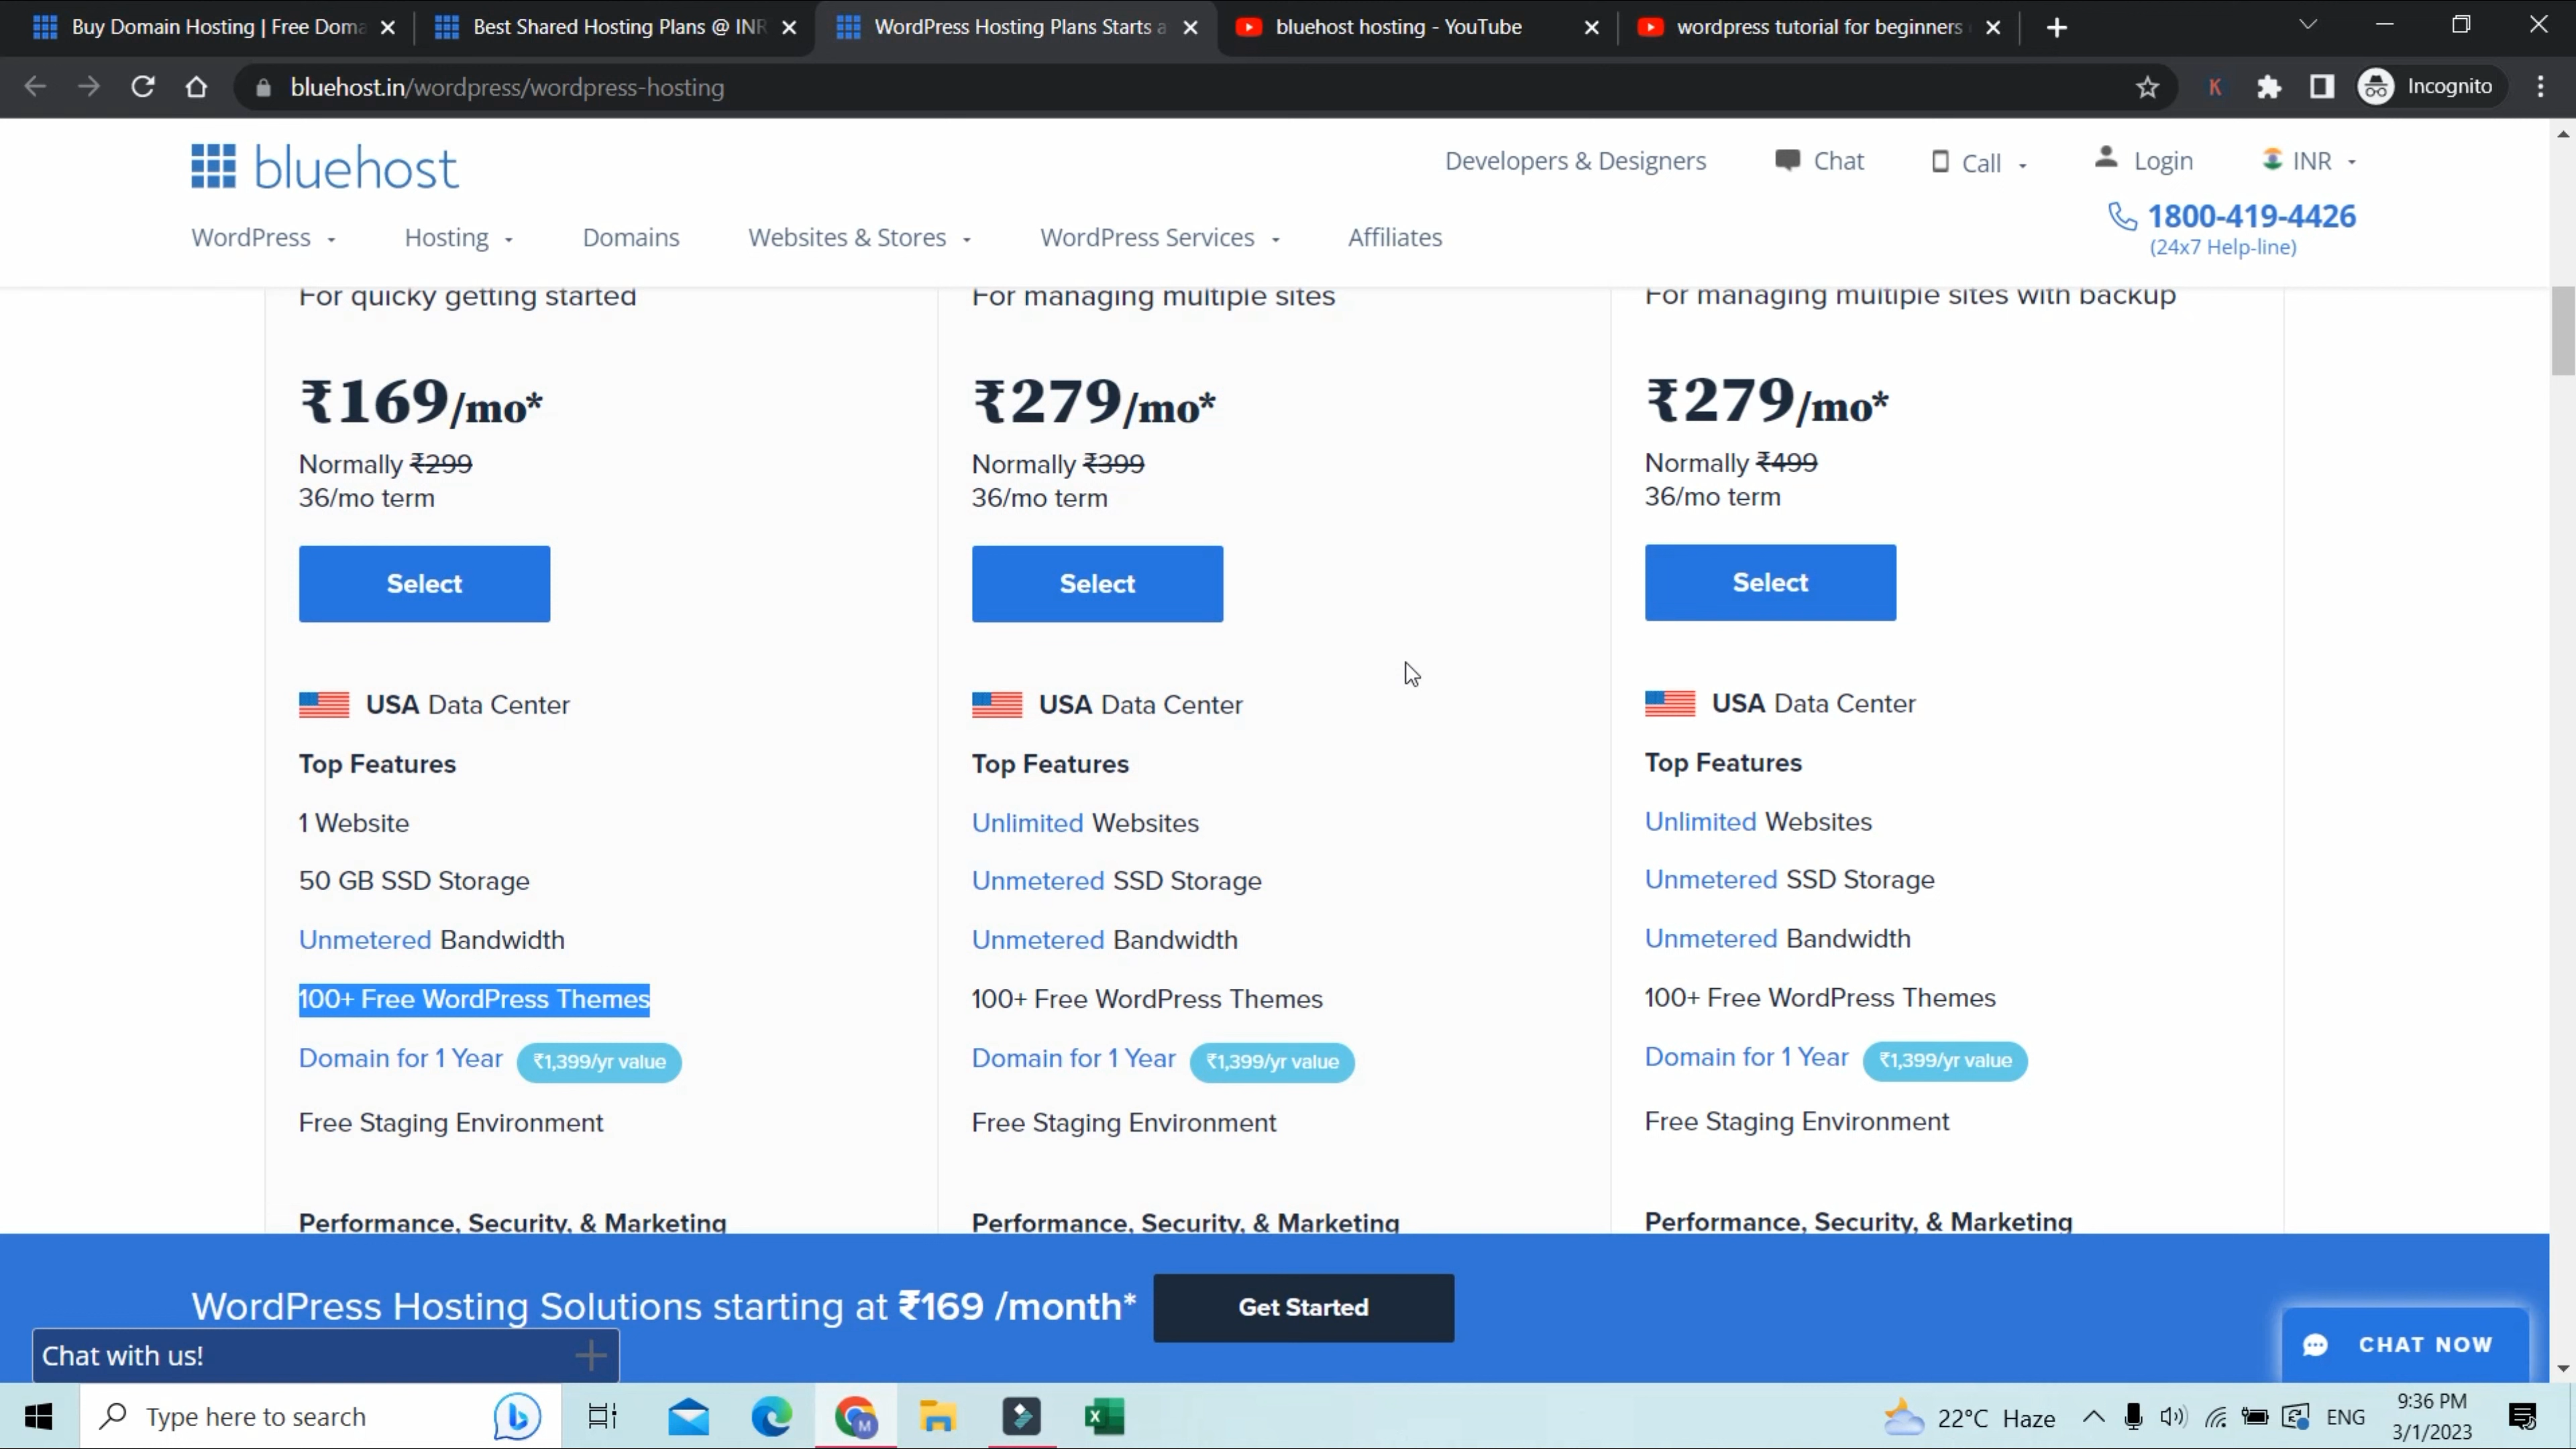 Buy Domain Hosting | Free Doma
Best Shared Hosting Plans @ INR
WordPress Hosting Plans Starts a
bluehost hosting - YouTube
wordpress tutorial for beginners
bluehost.in/wordpress/wordpress-hosting
K
Incognito
bluehost
Developers & Designers
Chat
Call
Login
INR
1800-419-4426
(24x7 Help-line)
WordPress
Hosting
Domains
Websites & Stores
WordPress Services
Affiliates
For quicky getting started
₹169/mo*
Normally ₹299
36/mo term
Select
USA Data Center
Top Features
1 Website
50 GB SSD Storage
Unmetered Bandwidth
100+ Free WordPress Themes
Domain for 1 Year ₹1,399/yr value
Free Staging Environment
Performance, Security, & Marketing
For managing multiple sites
₹279/mo*
Normally ₹399
36/mo term
Select
USA Data Center
Top Features
Unlimited Websites
Unmetered SSD Storage
Unmetered Bandwidth
100+ Free WordPress Themes
Domain for 1 Year ₹1,399/yr value
Free Staging Environment
Performance, Security, & Marketing
For managing multiple sites with backup
₹279/mo*
Normally ₹499
36/mo term
Select
USA Data Center
Top Features
Unlimited Websites
Unmetered SSD Storage
Unmetered Bandwidth
100+ Free WordPress Themes
Domain for 1 Year ₹1,399/yr value
Free Staging Environment
Performance, Security, & Marketing
WordPress Hosting Solutions starting at ₹169 /month*
Get Started
Chat with us!
CHAT NOW
Type here to search
22°C Haze
ENG
9:36 PM
3/1/2023